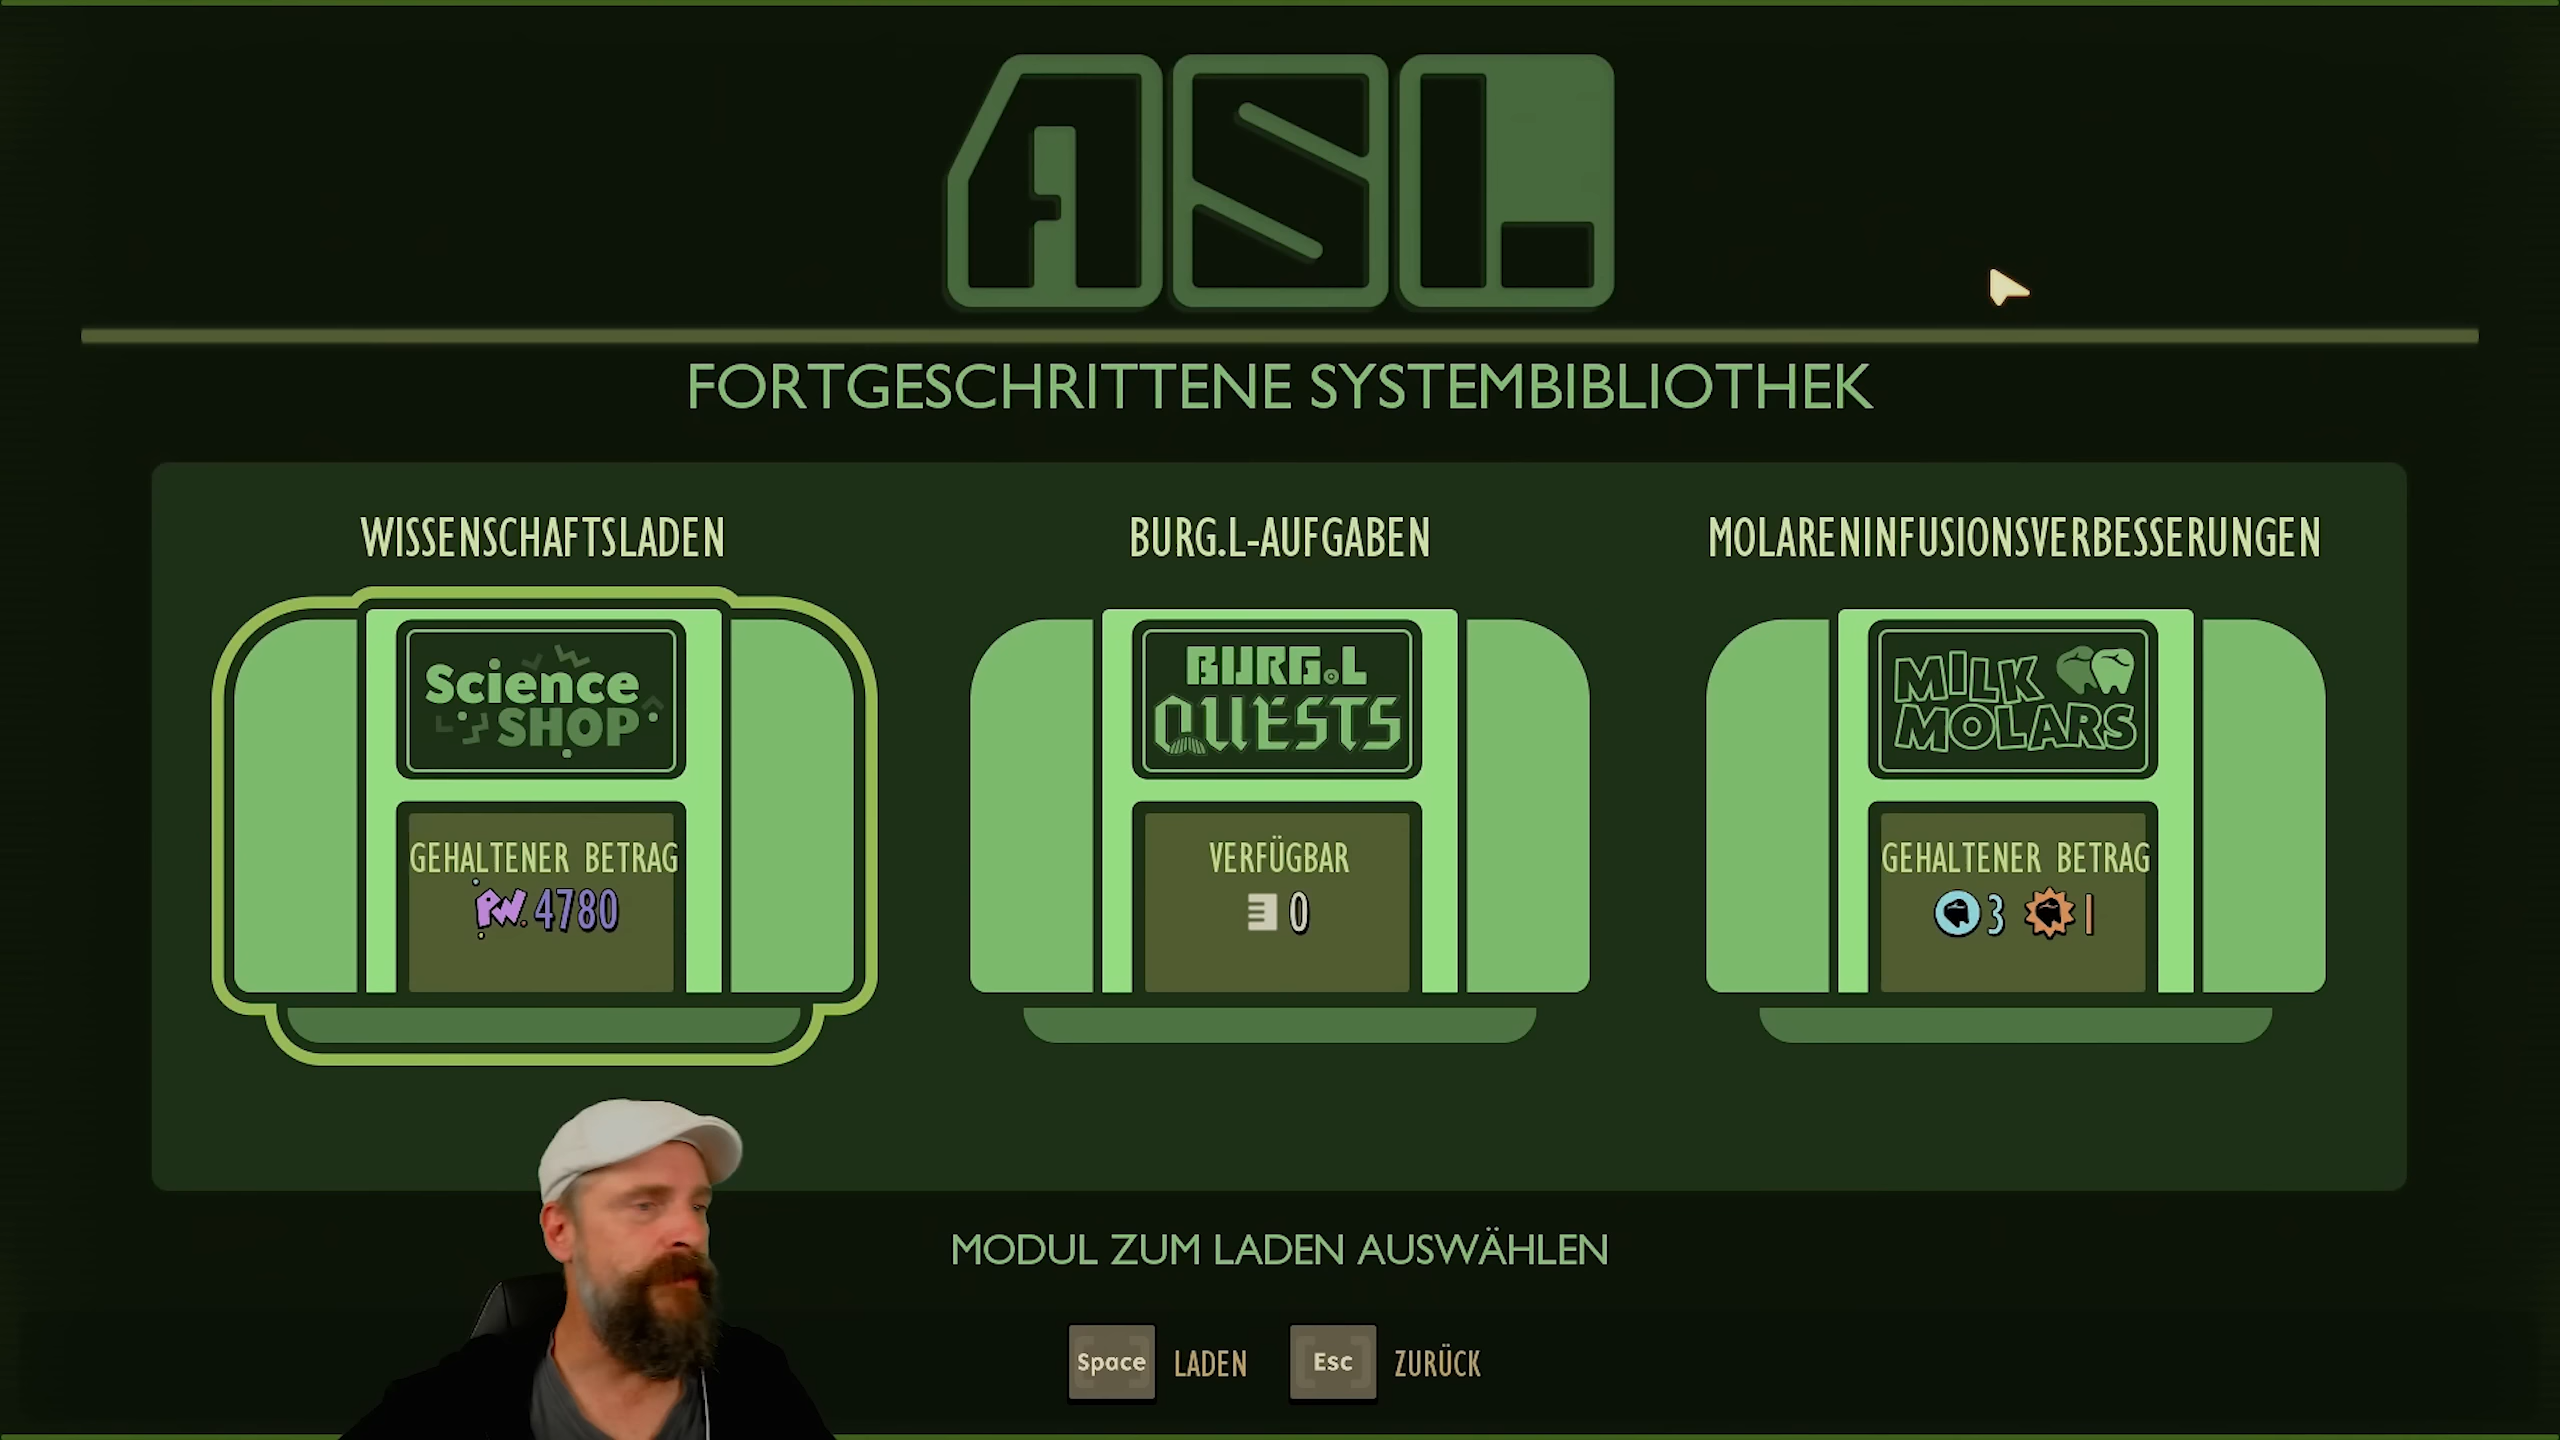 ASL
FORTGESCHRITTENE SYSTEMBIBLIOTHEK
WISSENSCHAFTSLADEN
BURG.L-AUFGABEN
MOLARENINFUSIONSVERBESSERUNGEN
Science
SHOP
BURG.L
QUESTS
MILK
MOLARS
GEHALTENER BETRAG
PW. 4780
VERFÜGBAR
0
GEHALTENER BETRAG
3 1
MODUL ZUM LADEN AUSWÄHLEN
Space LADEN Esc ZURÜCK